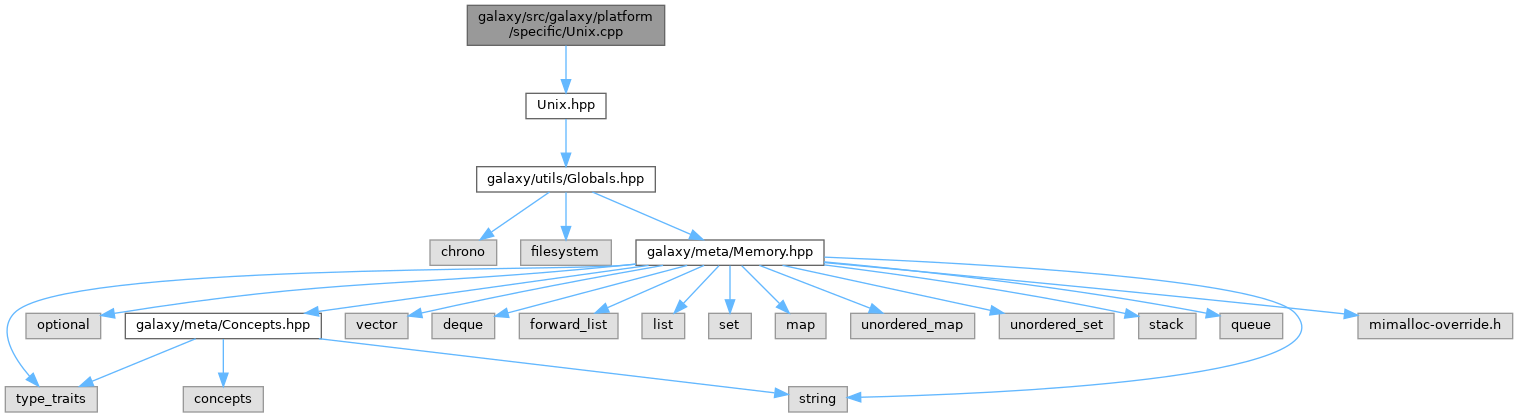 galaxy/src/galaxy/platform
/specific/Unix.cpp
Unix.hpp
galaxy/utils/Globals.hpp
chrono
filesystem
galaxy/meta/Memory.hpp
optional
galaxy/meta/Concepts.hpp
vector
deque
forward_list
list
set
map
unordered_map
unordered_set
stack
queue
mimalloc-override.h
type_traits
concepts
string